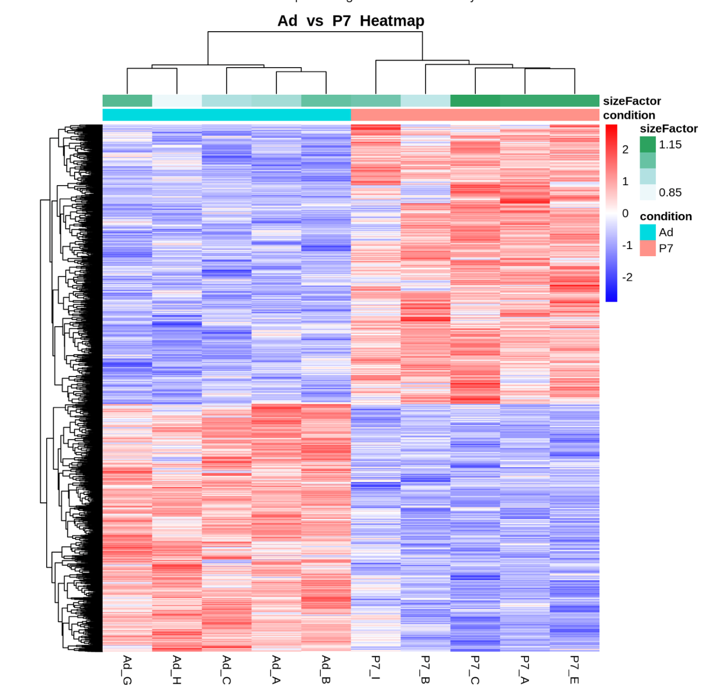 Ad vs P7 Heatmap
sizeFactor
condition
2
1
0
-1
-2
sizeFactor
1.15
0.85
condition
Ad
P7
Ad_G
Ad_H
Ad_C
Ad_A
Ad_B
P7_I
P7_B
P7_C
P7_A
P7_E